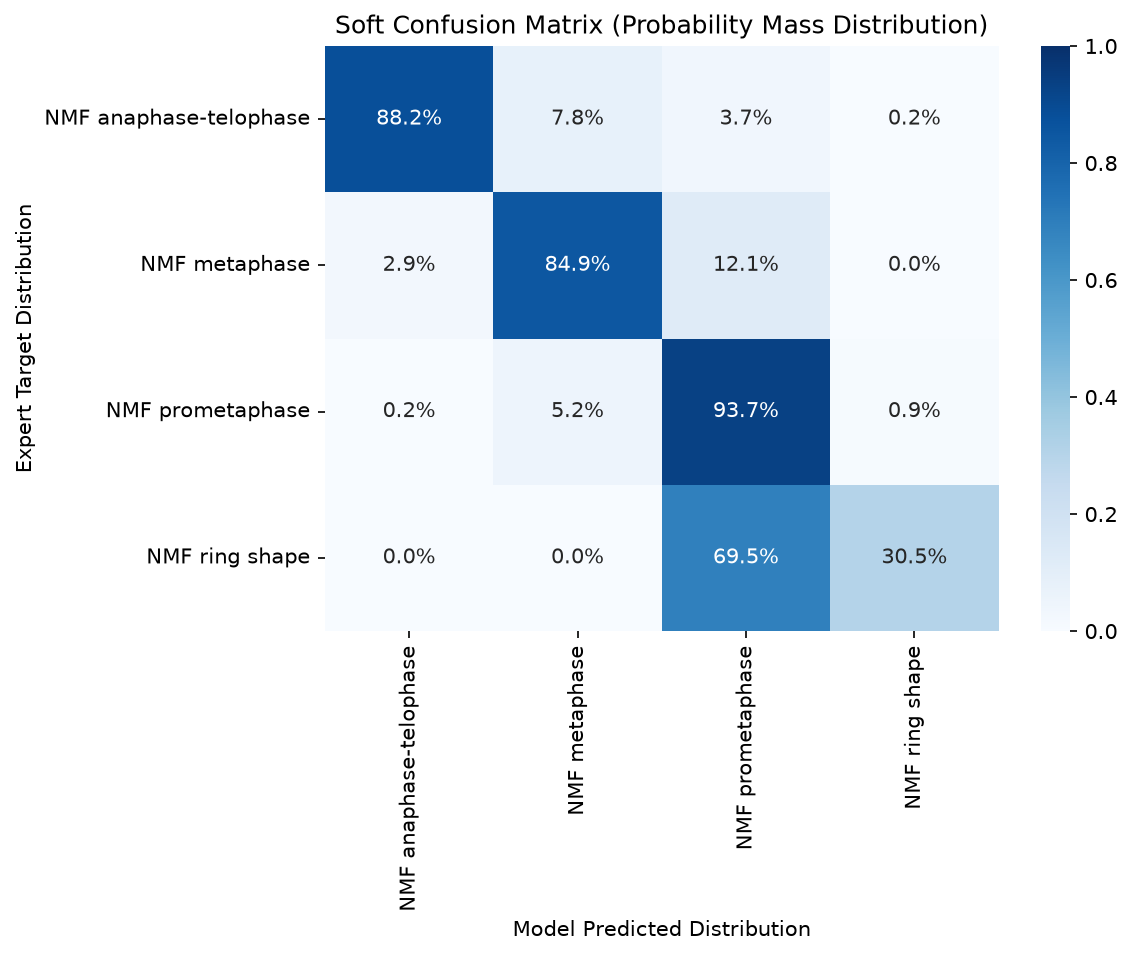 Soft Confusion Matrix (Probability Mass Distribution)
NMF anaphase-telophase 88.2% 7.8% 3.7% 0.2%
NMF metaphase 2.9% 84.9% 12.1% 0.0%
NMF prometaphase 0.2% 5.2% 93.7% 0.9%
NMF ring shape 0.0% 0.0% 69.5% 30.5%
Expert Target Distribution
NMF anaphase-telophase
NMF metaphase
NMF prometaphase
NMF ring shape
Model Predicted Distribution
1.0
0.8
0.6
0.4
0.2
0.0